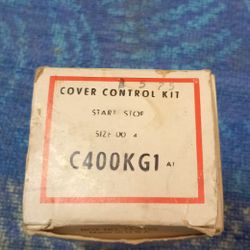 COVER CONTROL KIT
START STOP
SIZE 00 4
C400KG1 A1